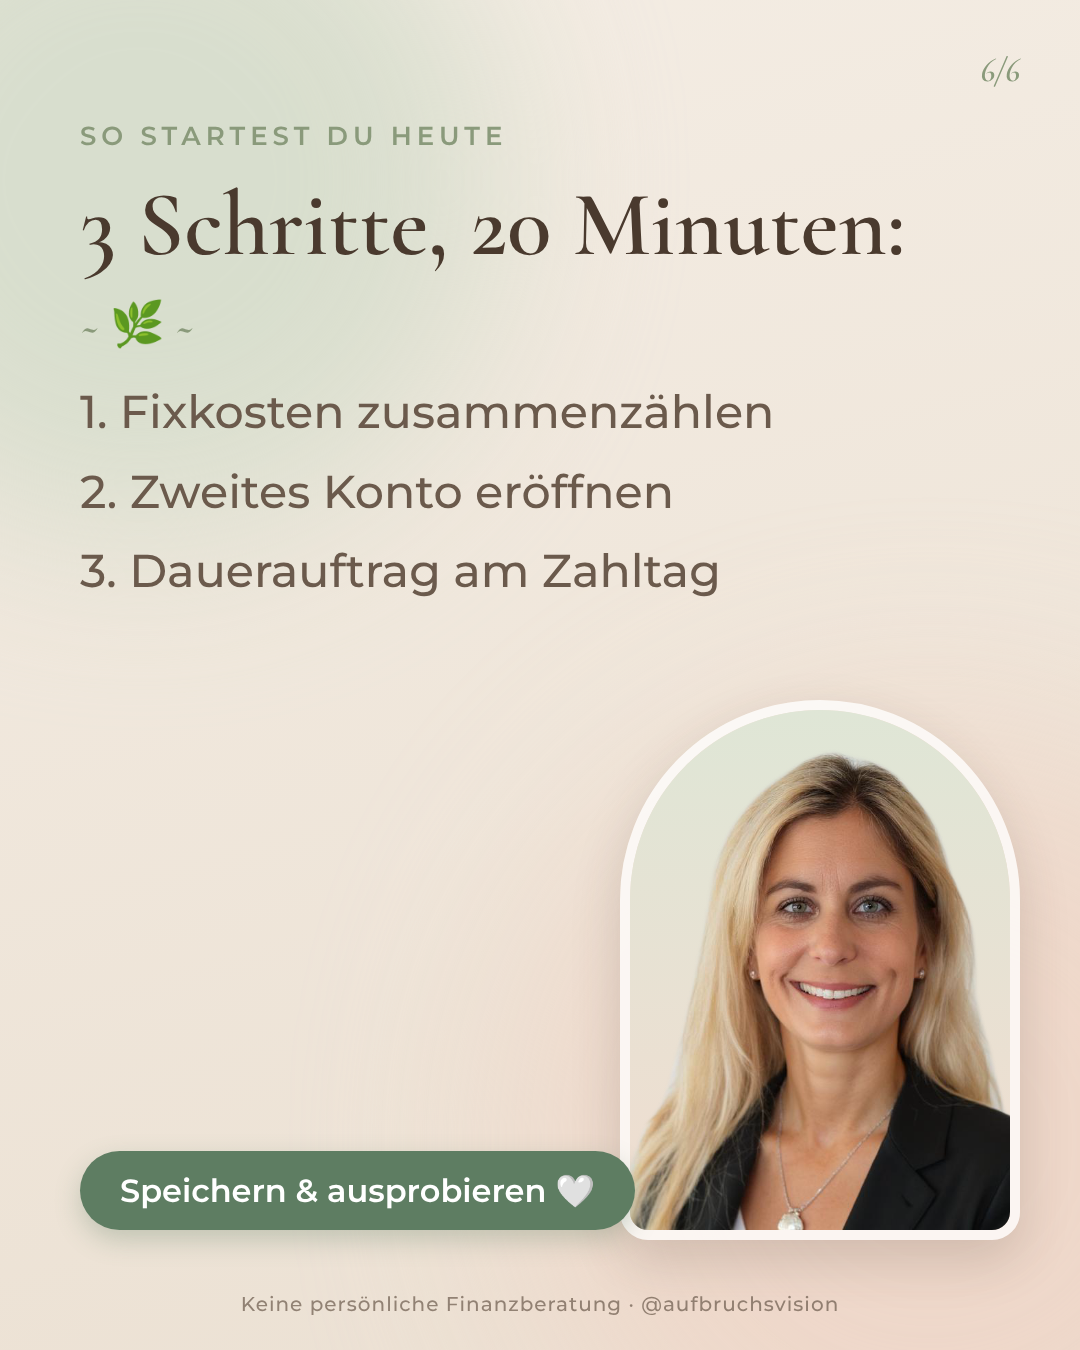 6/6
SO STARTEST DU HEUTE
3 Schritte, 20 Minuten:
~ 🌿 ~
1. Fixkosten zusammenzählen
2. Zweites Konto eröffnen
3. Dauerauftrag am Zahltag
Speichern & ausprobieren 🤍
Keine persönliche Finanzberatung · @aufbruchsvision